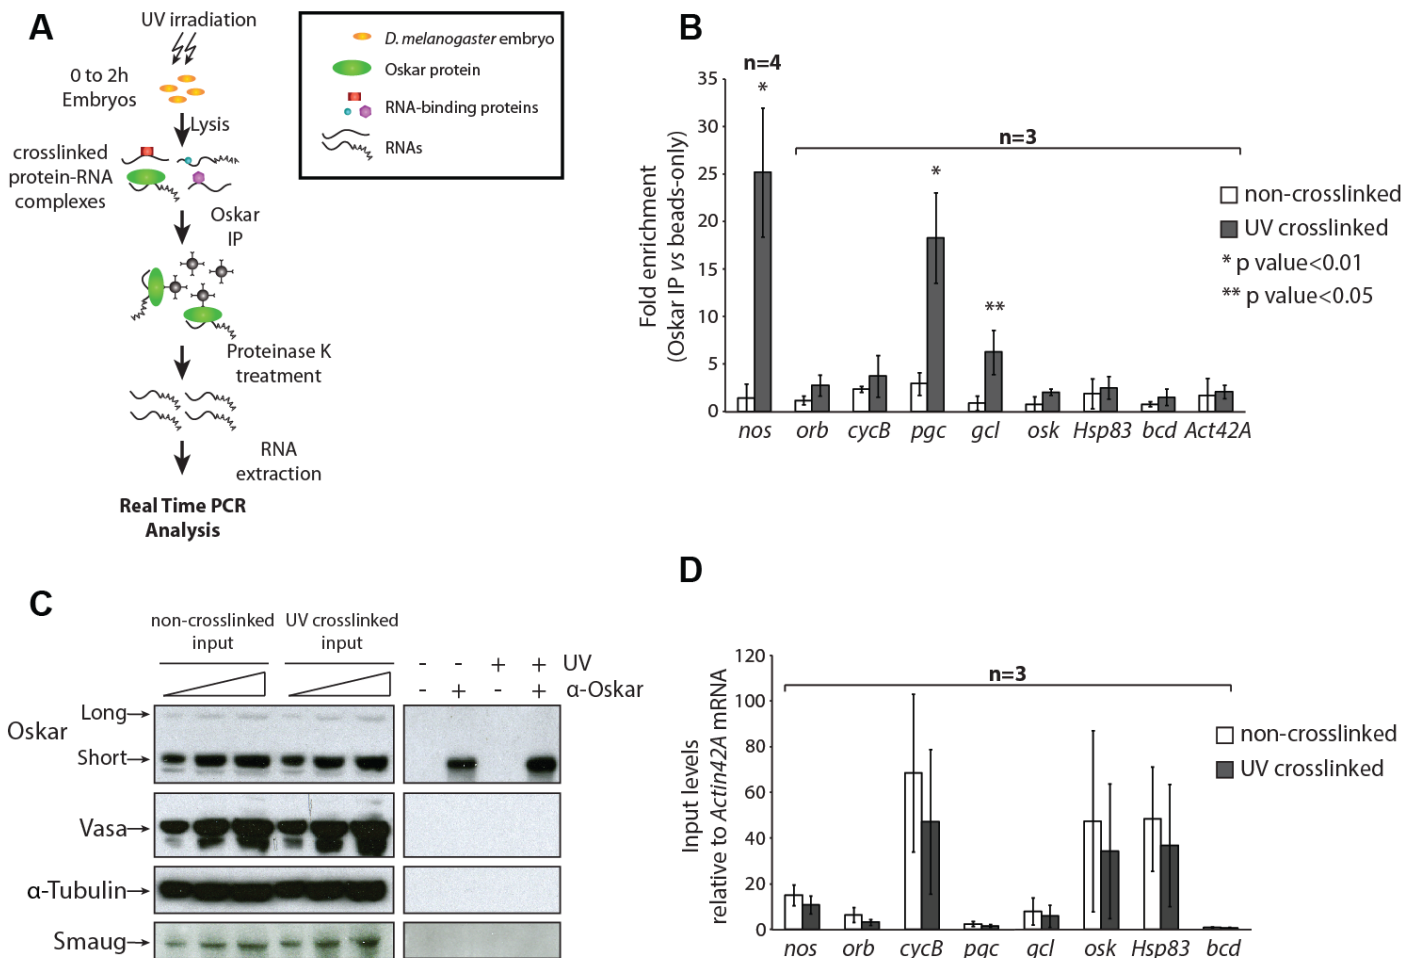 A
UV irradiation
0 to 2h
Embryos
Lysis
crosslinked
protein-RNA
complexes
Oskar
IP
Proteinase K
treatment
RNA
extraction
Real Time PCR
Analysis
D. melanogaster embryo
Oskar protein
RNA-binding proteins
RNAs
B
n=4
n=3
Fold enrichment
(Oskar IP vs beads-only)
35
30
25
20
15
10
5
0
*
*
**
nos orb cycB pgc gcl osk Hsp83 bcd Act42A
non-crosslinked
UV crosslinked
* p value<0.01
** p value<0.05
C
non-crosslinked
input
UV crosslinked
input
- - + + UV
- + - + α-Oskar
Oskar
Long
Short
Vasa
α-Tubulin
Smaug
D
n=3
Input levels
relative to Actin42A mRNA
120
100
80
60
40
20
0
nos orb cycB pgc gcl osk Hsp83 bcd
non-crosslinked
UV crosslinked